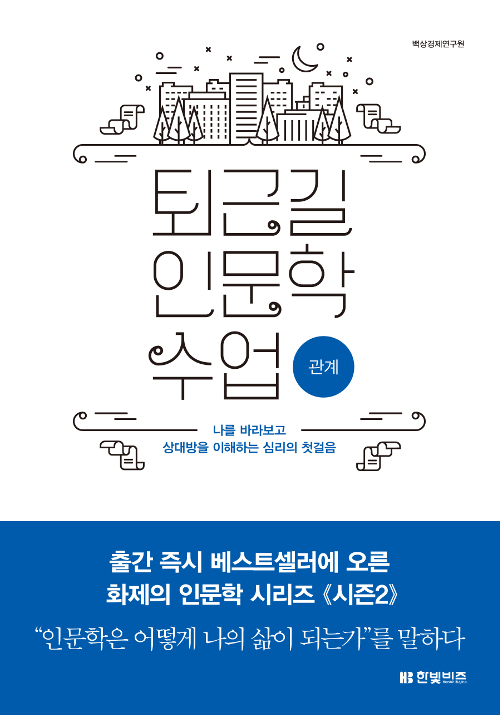 백상경제연구원
퇴근길
인문학
수업
관계
나를 바라보고
상대방을 이해하는 심리의 첫걸음
출간 즉시 베스트셀러에 오른
화제의 인문학 시리즈 《시즌2》
“인문학은 어떻게 나의 삶이 되는가”를 말하다
HB 한빛비즈